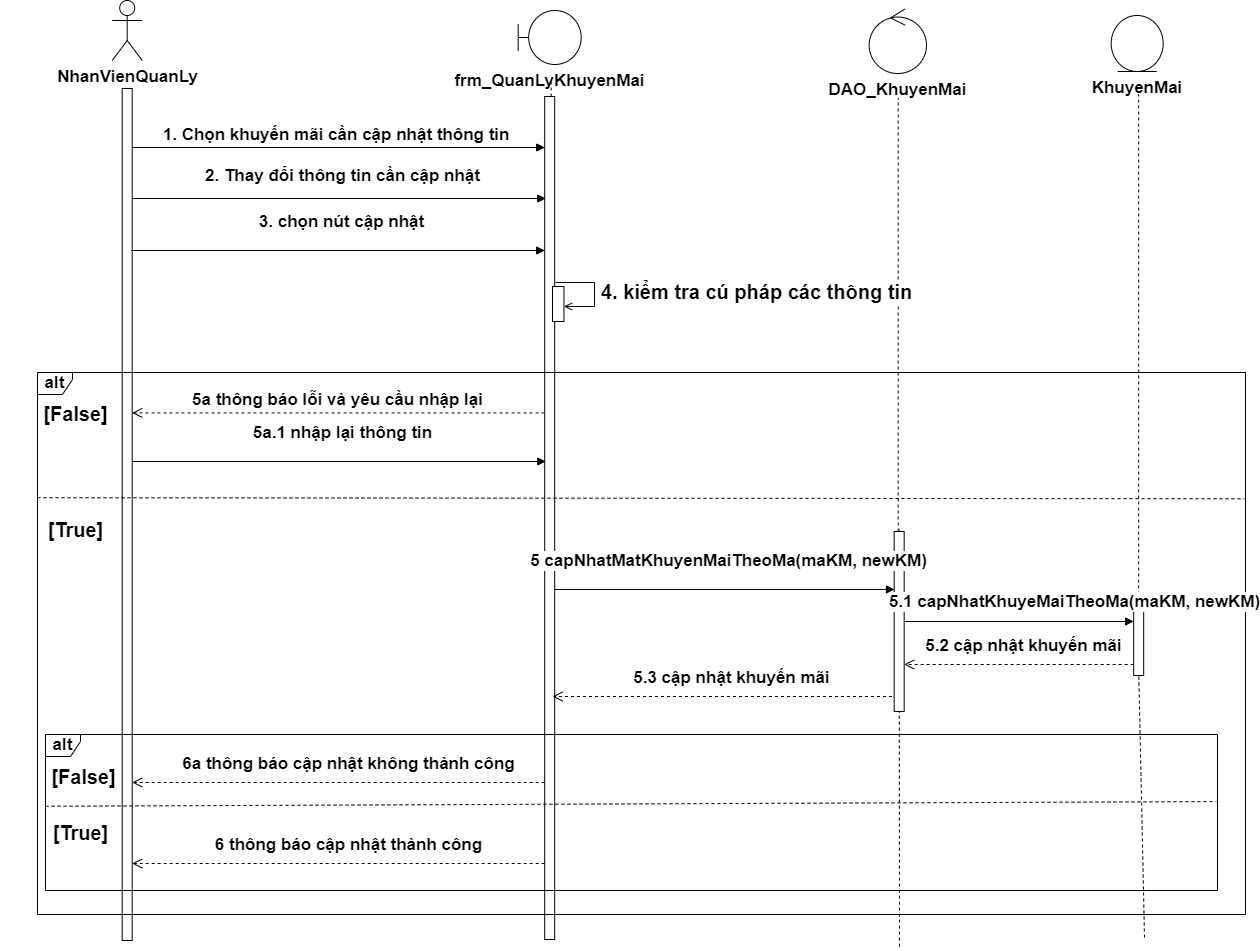 NhanVienQuanLy
frm_QuanLyKhuyenMai
DAO_KhuyenMai
KhuyenMai
1. Chọn khuyến mãi cần cập nhật thông tin
2. Thay đổi thông tin cần cập nhật
3. chọn nút cập nhật
4. kiểm tra cú pháp các thông tin
alt
[False]
5a thông báo lỗi và yêu cầu nhập lại
5a.1 nhập lại thông tin
[True]
5 capNhatMatKhuyenMaiTheoMa(maKM, newKM)
5.1 capNhatKhuyeMaiTheoMa(maKM, newKM)
5.2 cập nhật khuyến mãi
5.3 cập nhật khuyến mãi
alt
[False]
6a thông báo cập nhật không thành công
[True]
6 thông báo cập nhật thành công